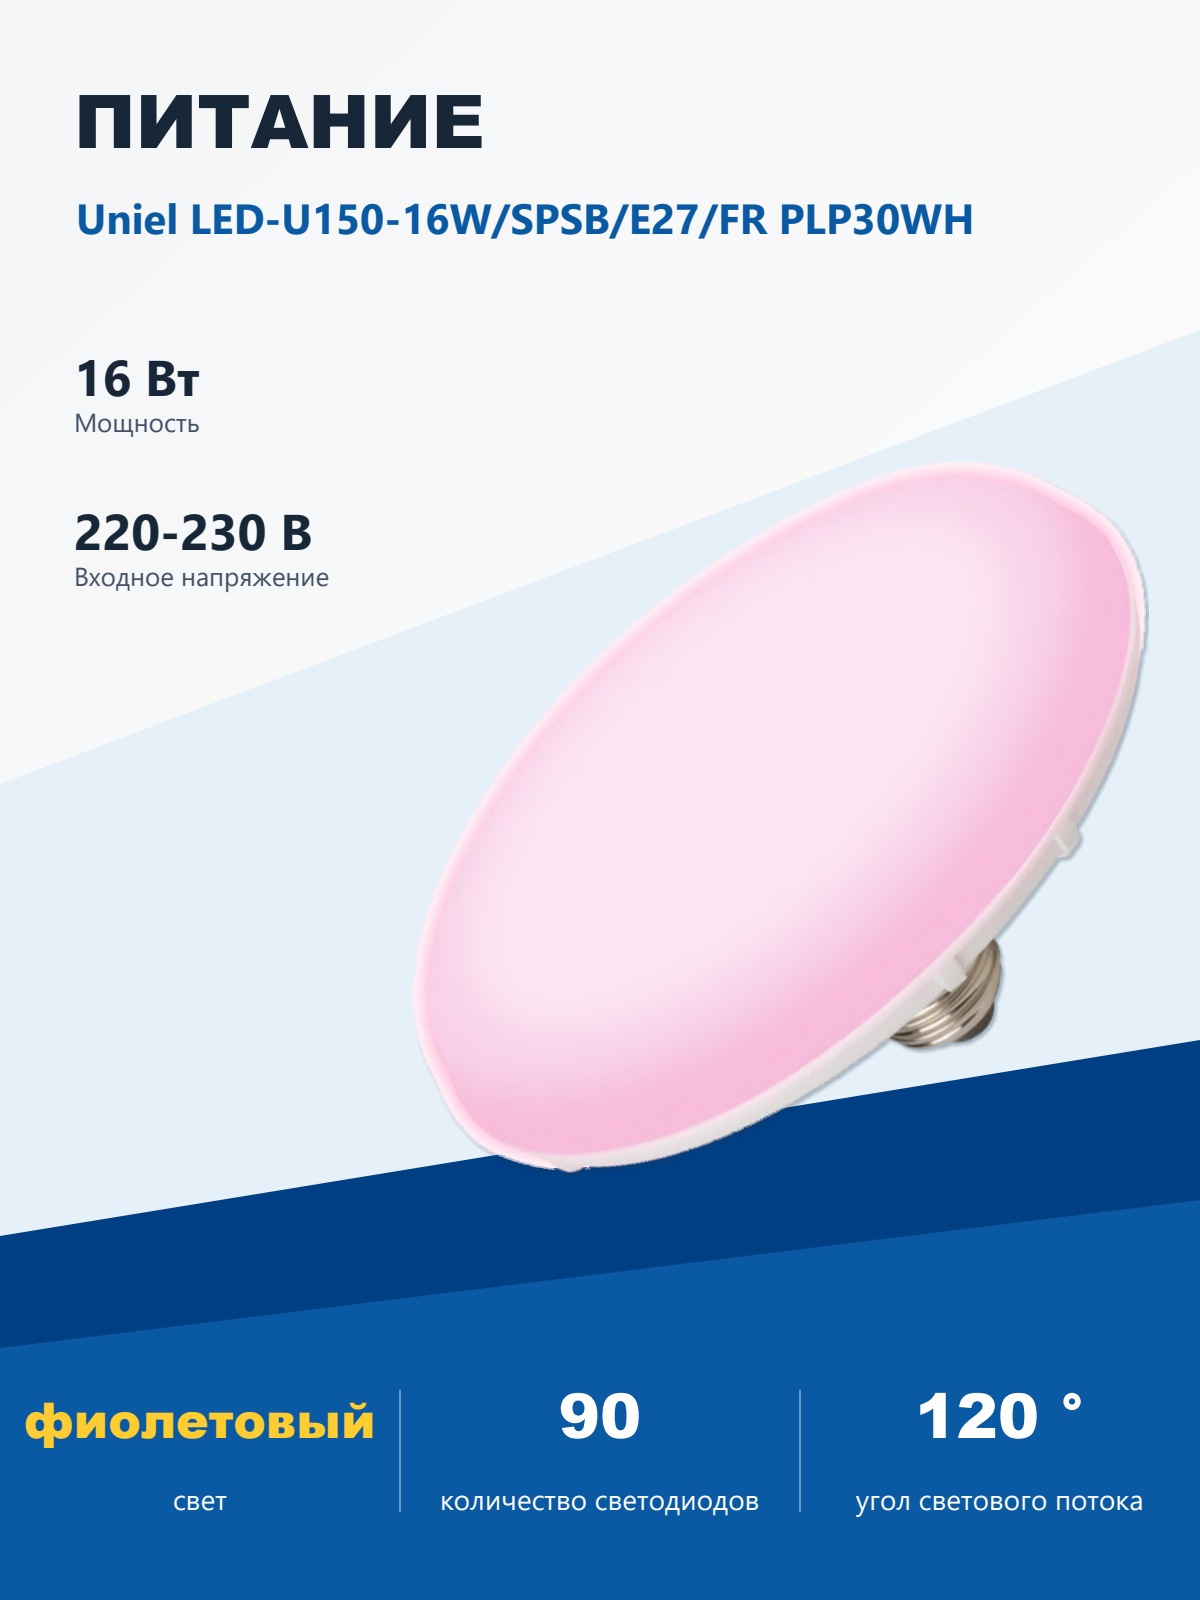 ПИТАНИЕ
Uniel LED-U150-16W/SPSB/E27/FR PLP30WH
16 Вт
Мощность
220-230 В
Входное напряжение
фиолетовый
свет
90
количество светодиодов
120 °
угол светового потока